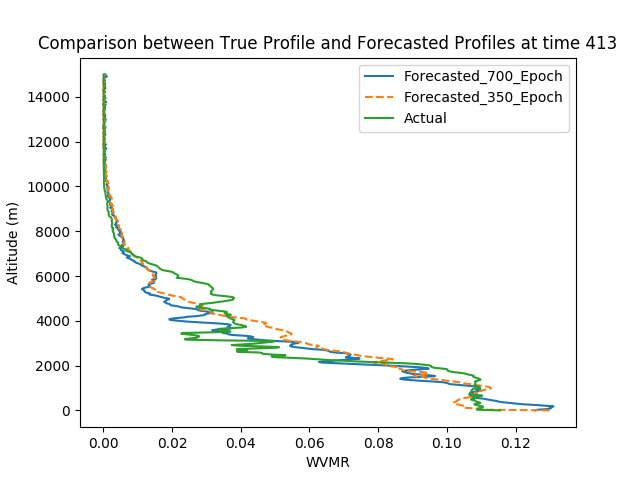 Comparison between True Profile and Forecasted Profiles at time 413
Forecasted_700_Epoch
Forecasted_350_Epoch
Actual
14000
12000
10000
8000
6000
4000
2000
0
Altitude (m)
0.00 0.02 0.04 0.06 0.08 0.10 0.12
WVMR